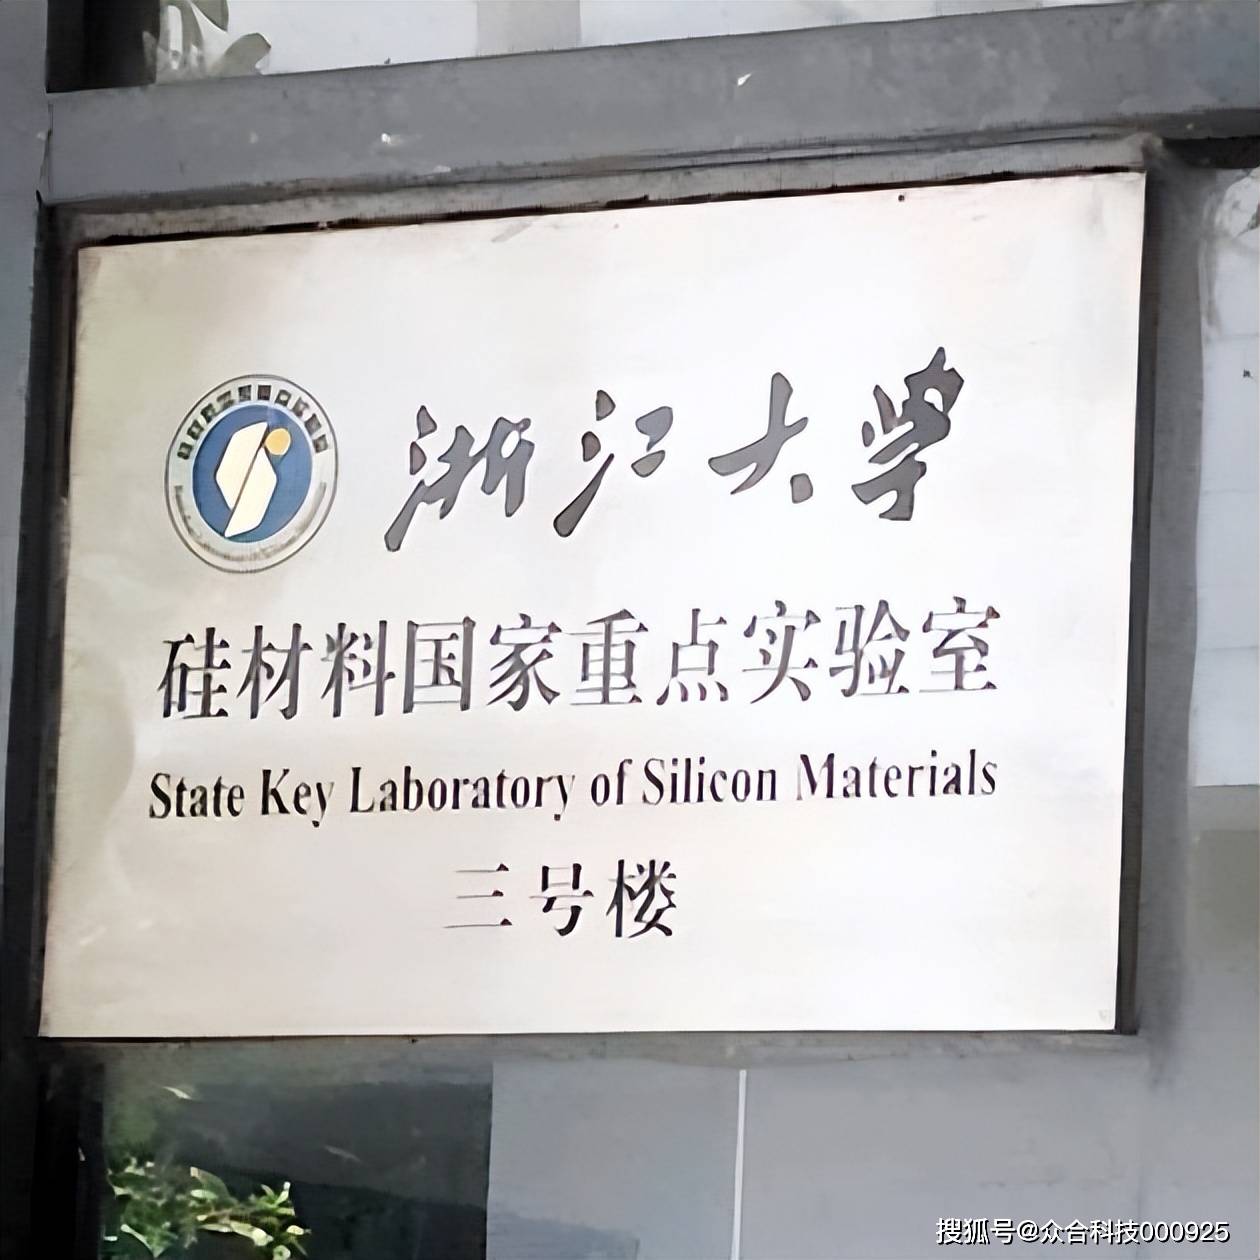 浙江大学
硅材料国家重点实验室
State Key Laboratory of Silicon Materials
三号楼
搜狐号@众合科技000925